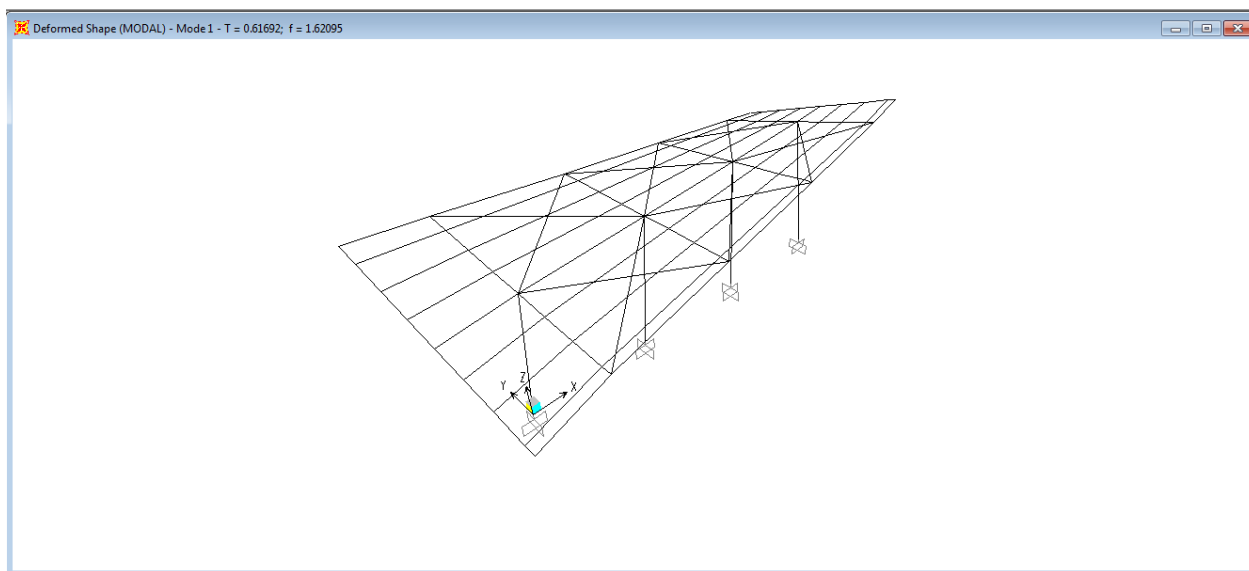 Deformed Shape (MODAL) - Mode 1 - T = 0.61692; f = 1.62095
Z
Y
X